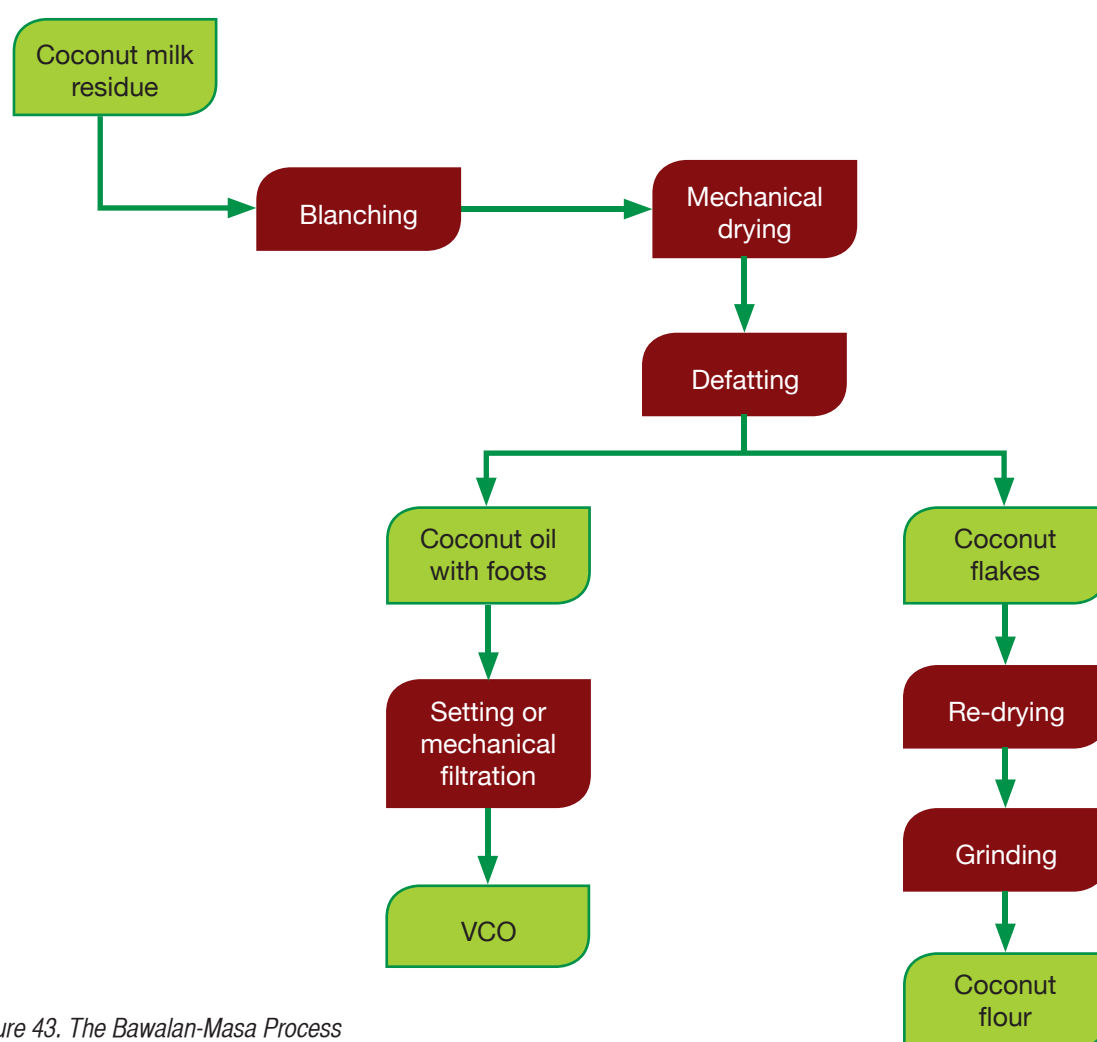 Coconut milk
residue
Blanching
Mechanical
drying
Defatting
Coconut oil
with foots
Coconut
flakes
Setting or
mechanical
filtration
Re-drying
Grinding
VCO
Coconut
flour
ure 43. The Bawalan-Masa Process